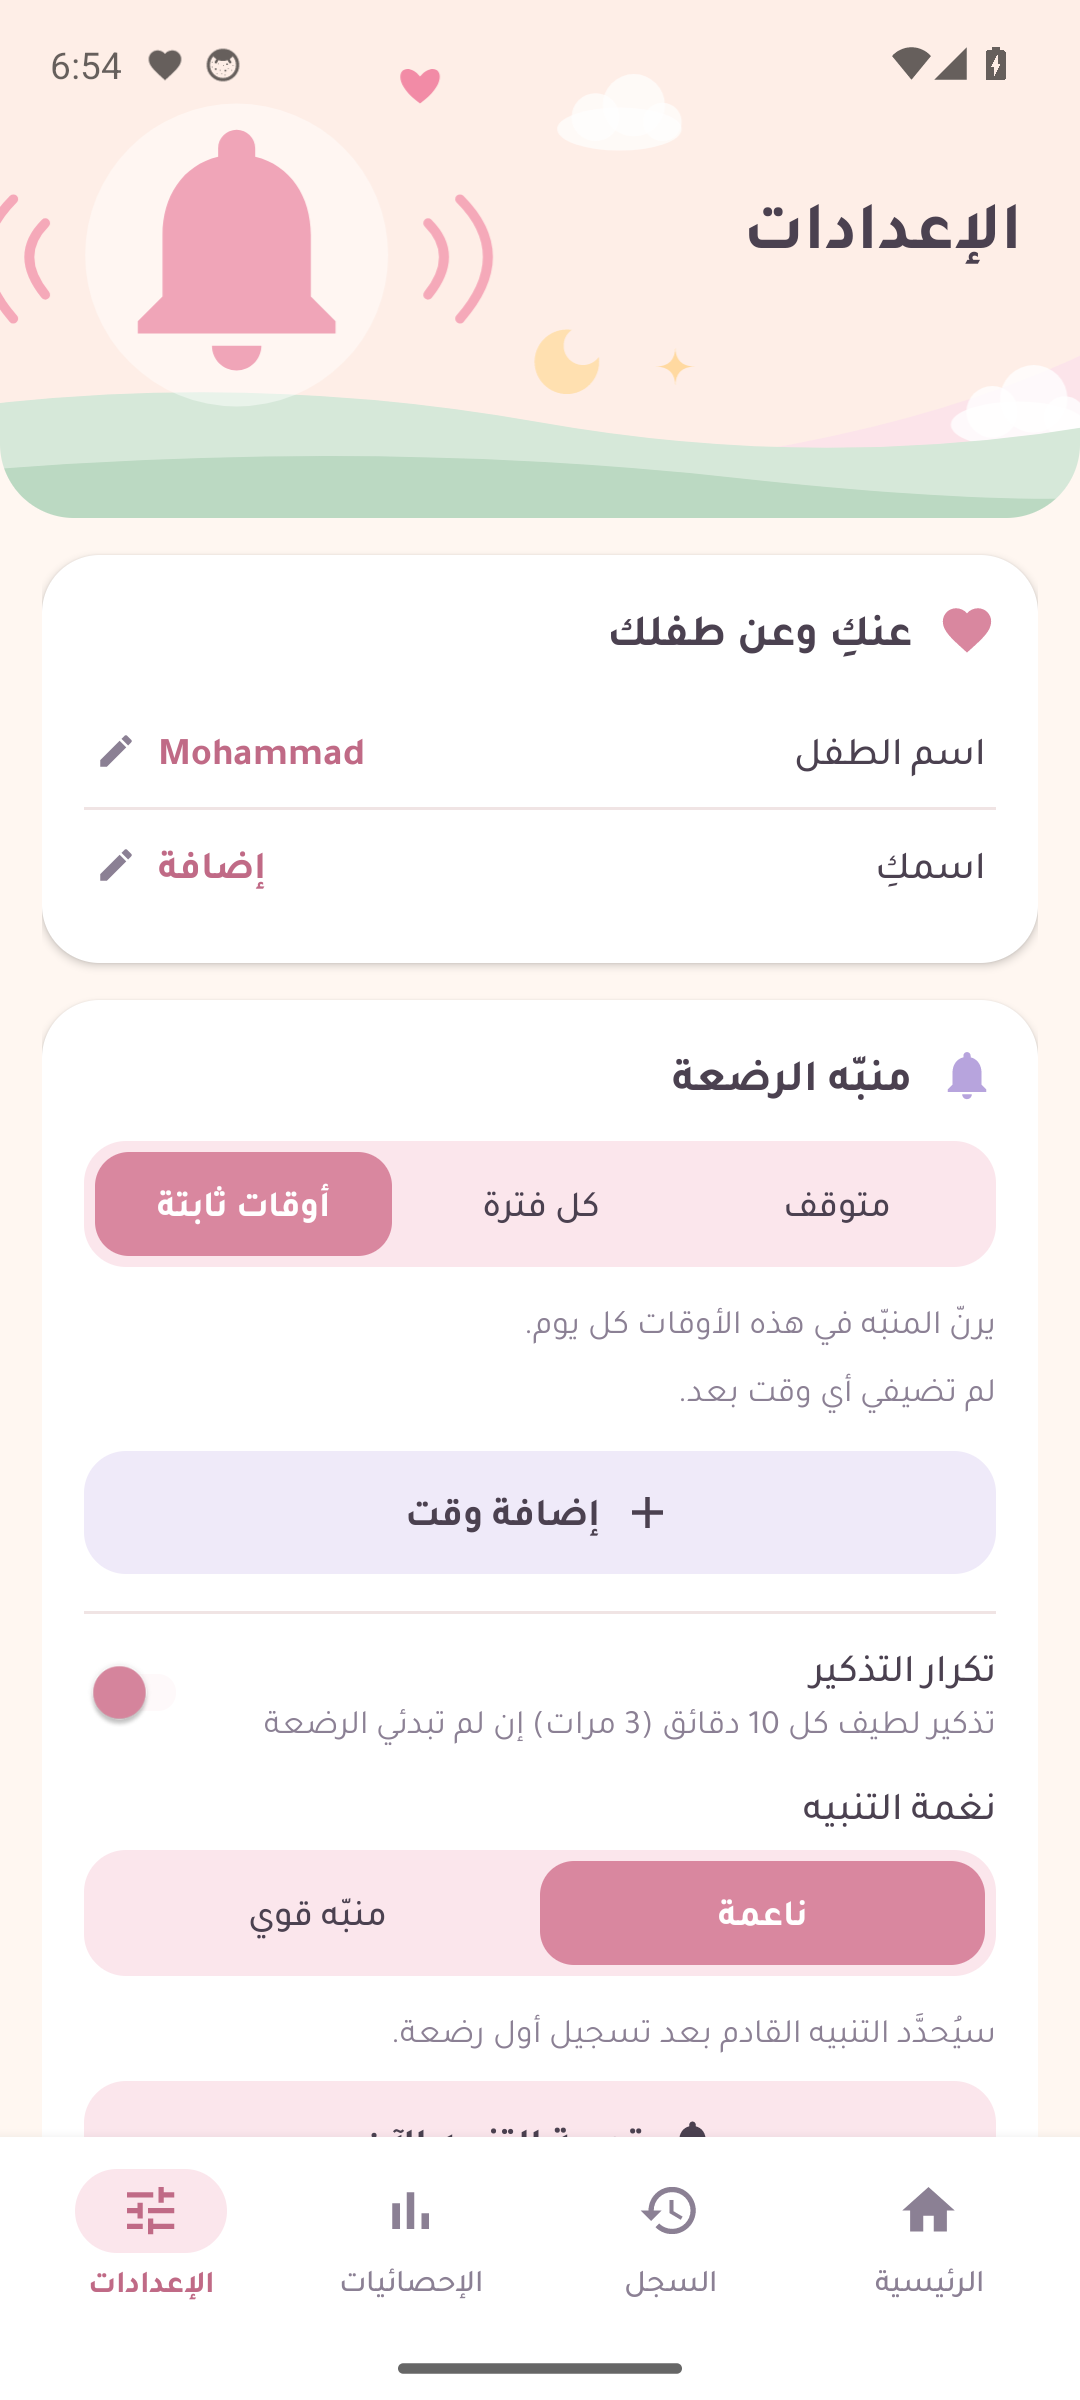 6:54
الإعدادات
عنكِ وعن طفلك
اسم الطفل
Mohammad
اسمكِ
إضافة
منبّه الرضعة
متوقف
كل فترة
أوقات ثابتة
يرنّ المنبّه في هذه الأوقات كل يوم.
لم تضيفي أي وقت بعد.
إضافة وقت
تكرار التذكير
تذكير لطيف كل 10 دقائق (3 مرات) إن لم تبدئي الرضعة
نغمة التنبيه
ناعمة
منبّه قوي
سيُحدَّد التنبيه القادم بعد تسجيل أول رضعة.
الرئيسية
السجل
الإحصائيات
الإعدادات